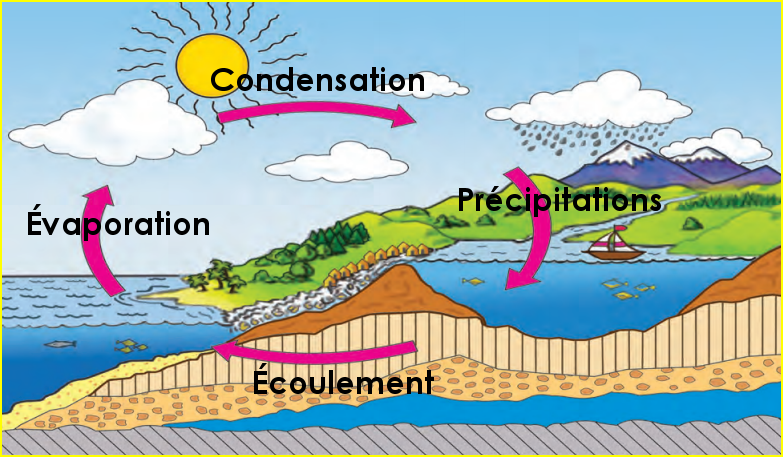 Condensation
Précipitations
Évaporation
Écoulement